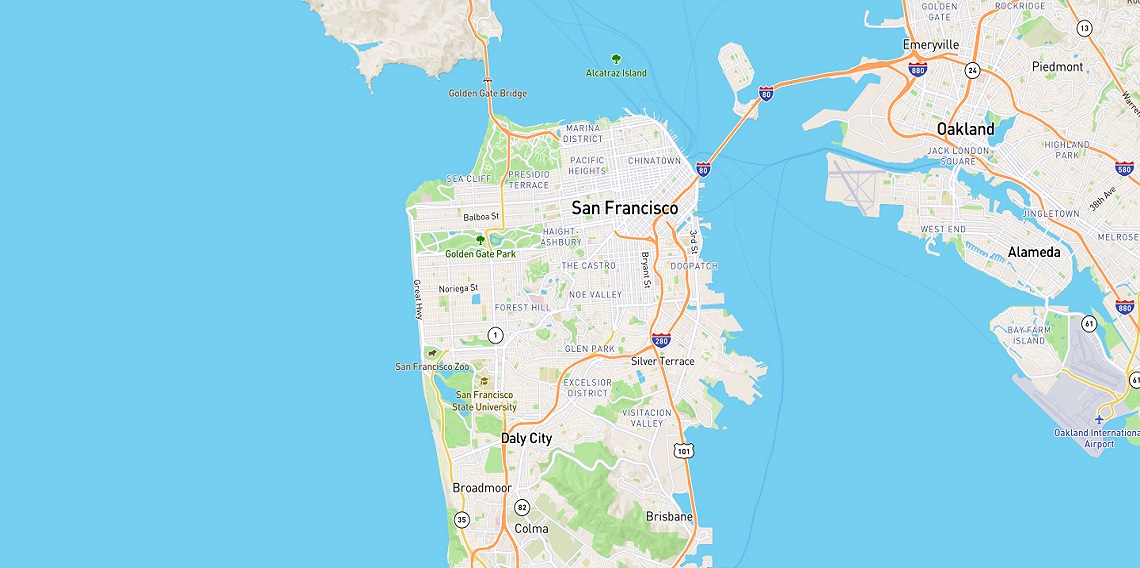 GOLDEN
GATE
ROCKRIDGE
13
Emeryville
880
24
Piedmont
Alcatraz Island
80
Golden Gate Bridge
Warren
Oakland
MARINA
DISTRICT
JACK LONDON
SQUARE
HIGHLAND
PARK
PACIFIC
HEIGHTS
CHINATOWN
80
580
SEA CLIFF
PRESIDIO
TERRACE
38th Ave
San Francisco
Balboa St
JINGLETOWN
WEST END
MELROSE
HAIGHT-
ASHBURY
3rd St
Golden Gate Park
Alameda
THE CASTRO
Bryant St
DOGPATCH
Great Hwy
Noriega St
NOE VALLEY
FOREST HILL
880
61
1
BAY FARM
ISLAND
280
GLEN PARK
Silver Terrace
San Francisco Zoo
61
EXCELSIOR
DISTRICT
San Francisco
State University
VISITACION
VALLEY
Oakland Internationa
Airport
Daly City
101
Broadmoor
82
35
Colma
Brisbane